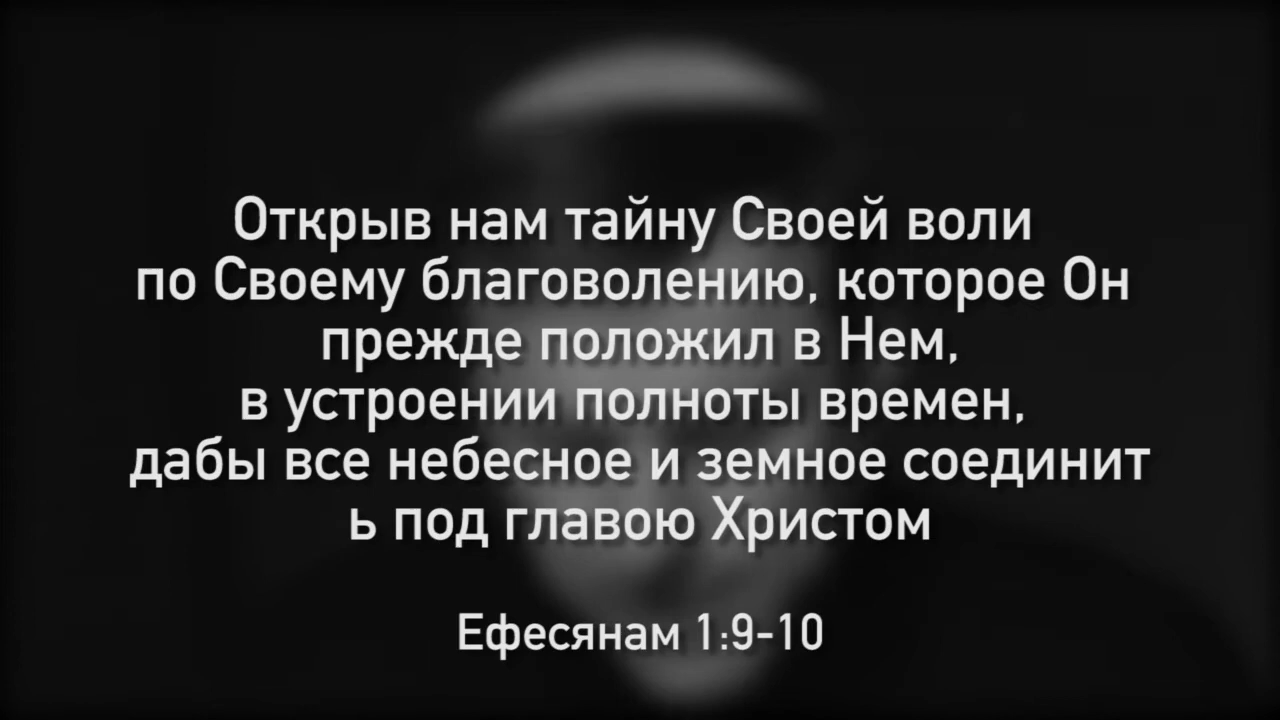 Открыв нам тайну Своей воли
по Своему благоволению, которое Он
прежде положил в Нем,
в устроении полноты времен,
дабы все небесное и земное соединит
ь под главою Христом
Ефесянам 1:9-10